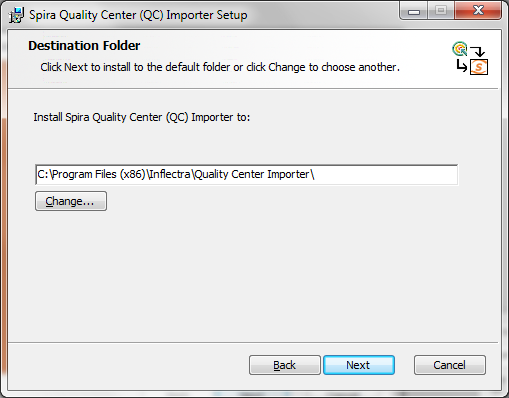 Spira Quality Center (QC) Importer Setup
Destination Folder
Click Next to install to the default folder or click Change to choose another.
Install Spira Quality Center (QC) Importer to:
C:\Program Files (x86)\Inflectra\Quality Center Importer\
Change...
Back Next Cancel